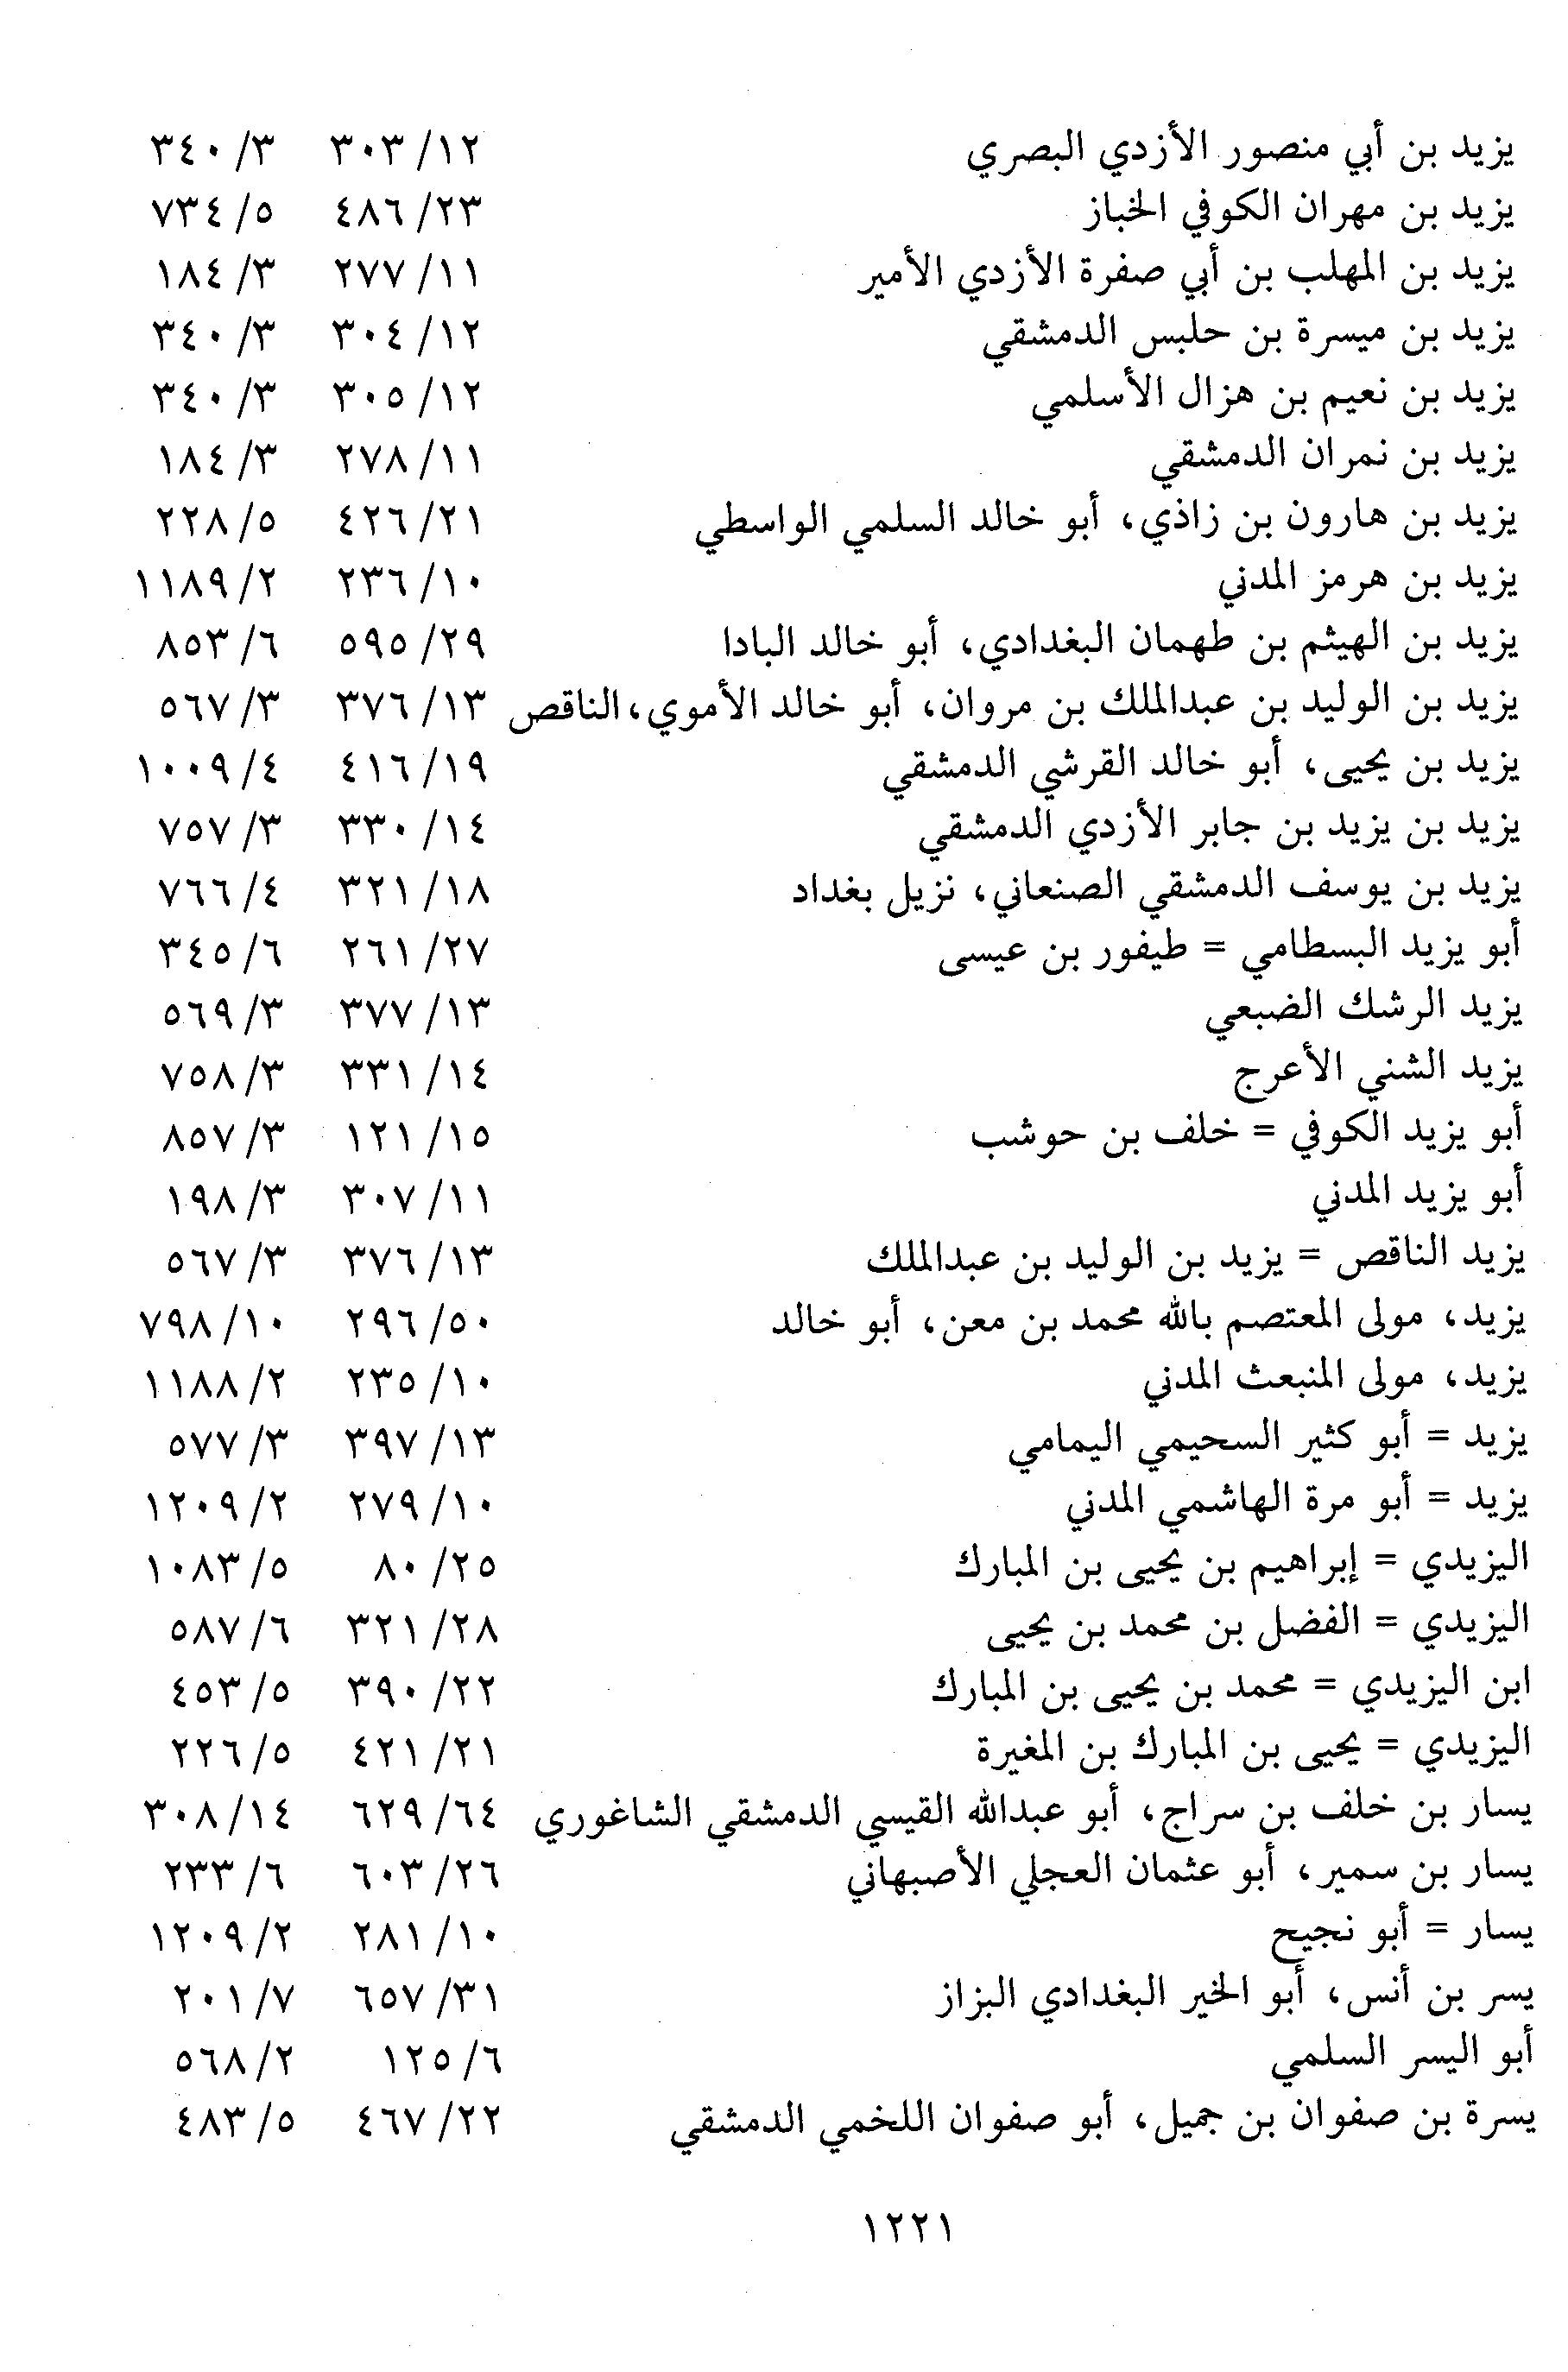 يزيد بن أبي منصور الأزدي البصري ١٢/ ٣٠٣ ٣/ ٣٤٠
يزيد بن مهران الكوفي الخباز ٢٣/ ٤٨٦ ٥/ ٧٣٤
يزيد بن المهلب بن أبي صفرة الأزدي الأمير ١١/ ٢٧٧ ٣/ ١٨٤
يزيد بن ميسرة بن حلبس الدمشقي ١٢/ ٣٠٤ ٣/ ٣٤٠
يزيد بن نعيم بن هزال الأسلمي ١٢/ ٣٠٥ ٣/ ٣٤٠
يزيد بن نمران الدمشقي ١١/ ٢٧٨ ٣/ ١٨٤
يزيد بن هارون بن زاذي، أبو خالد السلمي الواسطي ٢١/ ٤٢٦ ٥/ ٢٢٨
يزيد بن هرمز المدني ١٠/ ٢٣٦ ٢/ ١١٨٩
يزيد بن الهيثم بن طهمان البغدادي، أبو خالد البادا ٢٩/ ٥٩٥ ٦/ ٨٥٣
يزيد بن الوليد بن عبدالملك بن مروان، أبو خالد الأموي، الناقص ١٣/ ٣٧٦ ٣/ ٥٦٧
يزيد بن يحيى، أبو خالد القرشي الدمشقي ١٩/ ٤١٦ ٤/ ١٠٠٩
يزيد بن يزيد بن جابر الأزدي الدمشقي ١٤/ ٣٣٠ ٣/ ٧٥٧
يزيد بن يوسف الدمشقي الصنعاني، نزيل بغداد ١٨/ ٣٢١ ٤/ ٧٦٦
أبو يزيد البسطامي = طيفور بن عيسى ٢٧/ ٢٦١ ٦/ ٣٤٥
يزيد الرشك الضبعي ١٣/ ٣٧٧ ٣/ ٥٦٩
يزيد الشني الأعرج ١٤/ ٣٣١ ٣/ ٧٥٨
أبو يزيد الكوفي = خلف بن حوشب ١٥/ ١٢١ ٣/ ٨٥٧
أبو يزيد المدني ١١/ ٣٠٧ ٣/ ١٩٨
يزيد الناقص = يزيد بن الوليد بن عبدالملك ١٣/ ٣٧٦ ٣/ ٥٦٧
يزيد، مولى المعتصم بالله محمد بن معن، أبو خالد ٥٠/ ٢٩٦ ١٠/ ٧٩٨
يزيد، مولى المنبعث المدني ١٠/ ٢٣٥ ٢/ ١١٨٨
يزيد = أبو كثير السحيمي اليمامي ١٣/ ٣٩٧ ٣/ ٥٧٧
يزيد = أبو مرة الهاشمي المدني ١٠/ ٢٧٩ ٢/ ١٢٠٩
اليزيدي = إبراهيم بن يحيى بن المبارك ٢٥/ ٨٠ ٥/ ١٠٨٣
اليزيدي = الفضل بن محمد بن يحيى ٢٨/ ٣٢١ ٦/ ٥٨٧
ابن اليزيدي = محمد بن يحيى بن المبارك ٢٢/ ٣٩٠ ٥/ ٤٥٣
اليزيدي = يحيى بن المبارك بن المغيرة ٢١/ ٤٢١ ٥/ ٢٢٦
يسار بن خلف بن سراج، أبو عبدالله القيسي الدمشقي الشاغوري ٦٤/ ٦٢٩ ١٤/ ٣٠٨
يسار بن سمير، أبو عثمان العجلي الأصبهاني ٢٦/ ٦٠٣ ٦/ ٢٣٣
يسار = أبو نجيح ١٠/ ٢٨١ ٢/ ١٢٠٩
يسر بن أنس، أبو الخير البغدادي البزاز ٣١/ ٦٥٧ ٧/ ٢٠١
أبو اليسر السلمي ٦/ ١٢٥ ٢/ ٥٦٨
يسرة بن صفوان بن جميل، أبو صفوان اللخمي الدمشقي ٢٢/ ٤٦٧ ٥/ ٤٨٣
١٢٢١